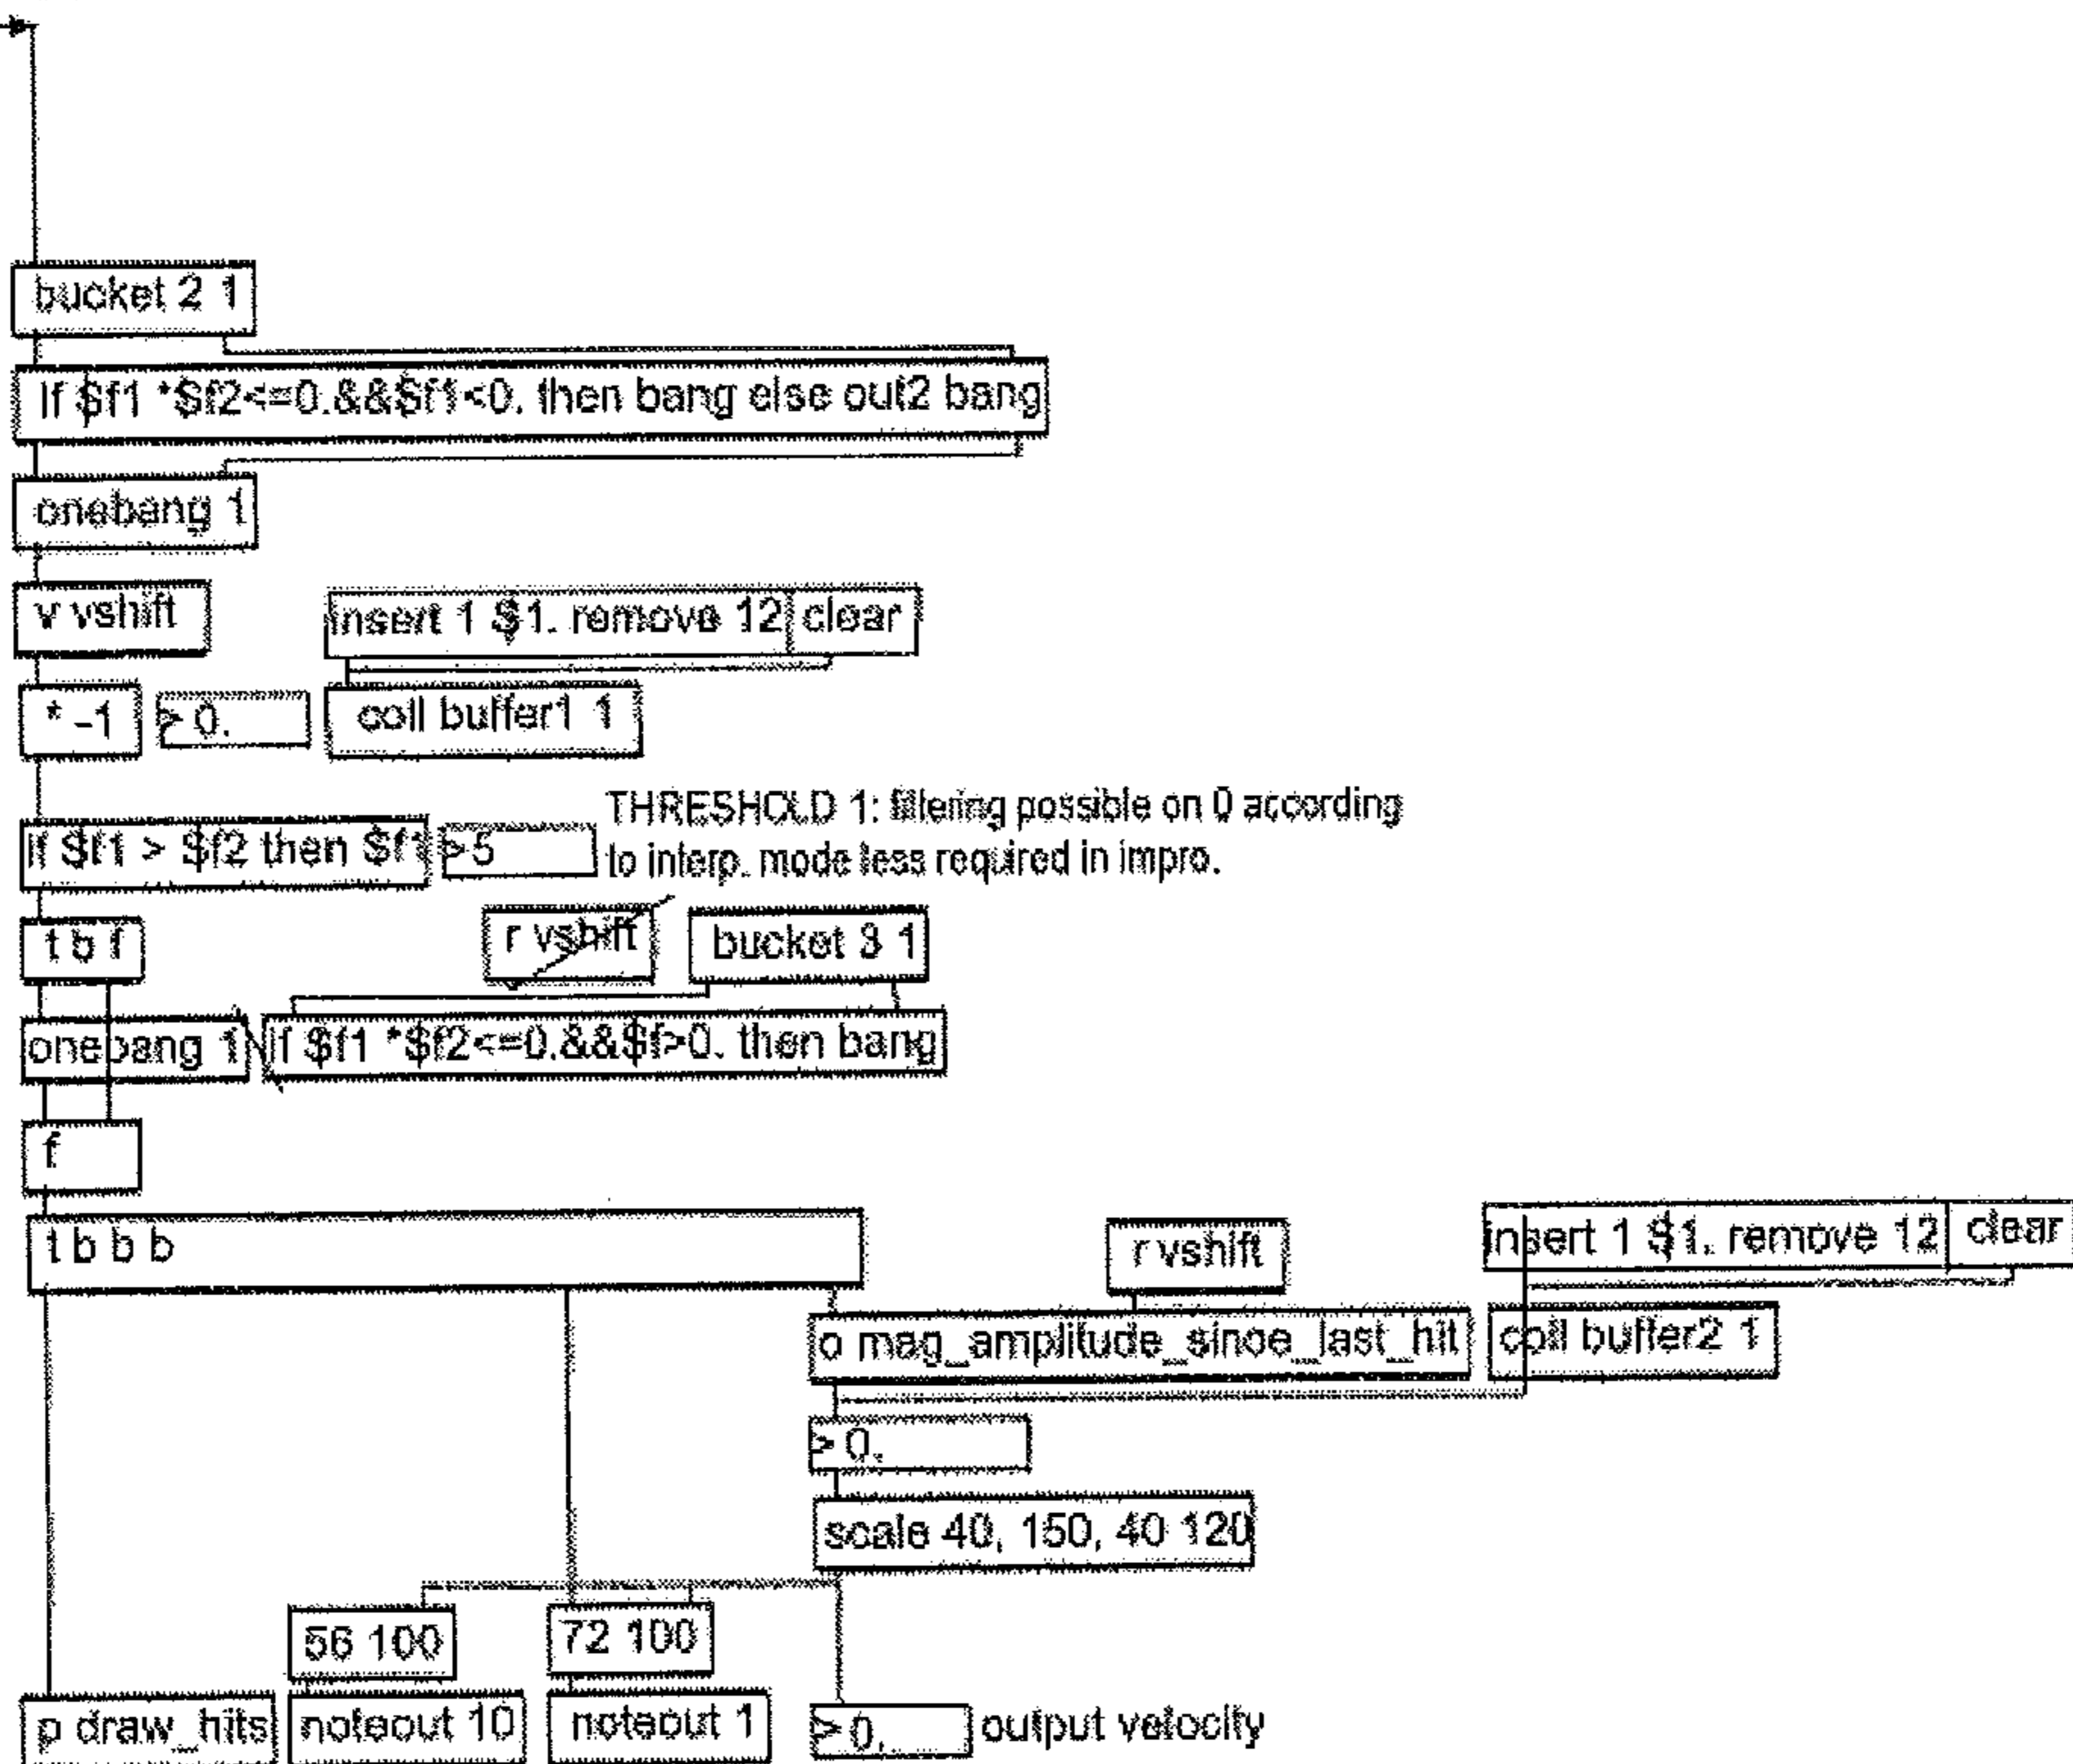 bucket 2 1
If $f1 *$f2<=0.&&$f1<0. then bang else out2 bang
onebang 1
v vshift
insert 1 $1. remove 12 clear
* -1
> 0.
coll buffer1 1
THRESHOLD 1: filtering possible on 0 according
to interp. mode less required in impro.
If $f1 > $f2 then $f1
>5
t b f
r vshift
bucket 3 1
onebang 1
If $f1 *$f2<=0.&&$f>0. then bang
f
t b b b
r vshift
insert 1 $1. remove 12 clear
o mag_amplitude_since_last_hit
coll buffer2 1
> 0.
scale 40, 150, 40 120
56 100
72 100
p draw_hits
noteout 10
noteout 1
> 0.
output velocity